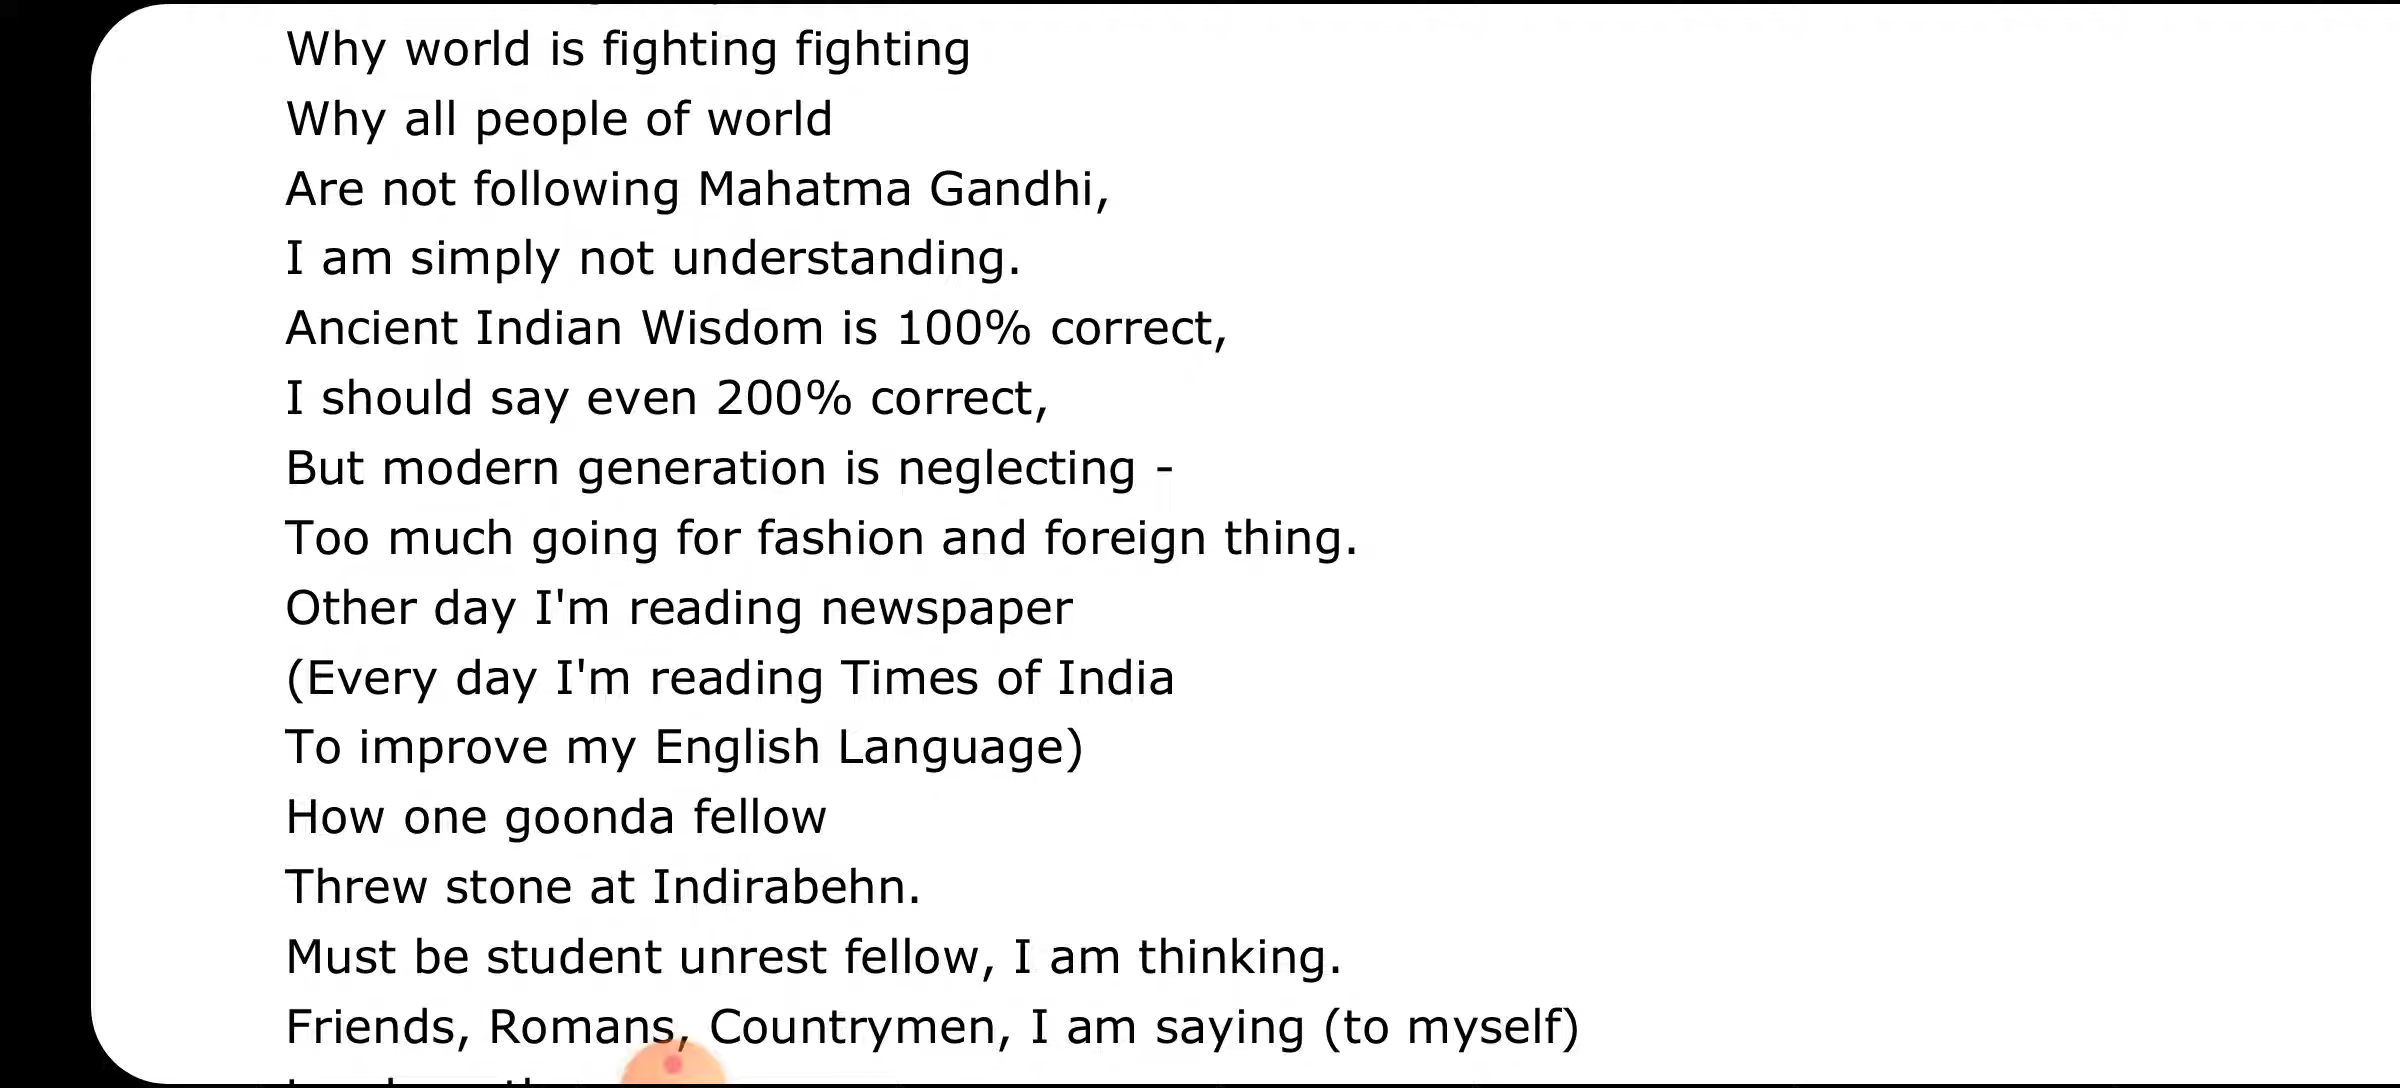 Why world is fighting fighting
Why all people of world
Are not following Mahatma Gandhi,
I am simply not understanding.
Ancient Indian Wisdom is 100% correct,
I should say even 200% correct,
But modern generation is neglecting -
Too much going for fashion and foreign thing.
Other day I'm reading newspaper
(Every day I'm reading Times of India
To improve my English Language)
How one goonda fellow
Threw stone at Indirabehn.
Must be student unrest fellow, I am thinking.
Friends, Romans, Countrymen, I am saying (to myself)